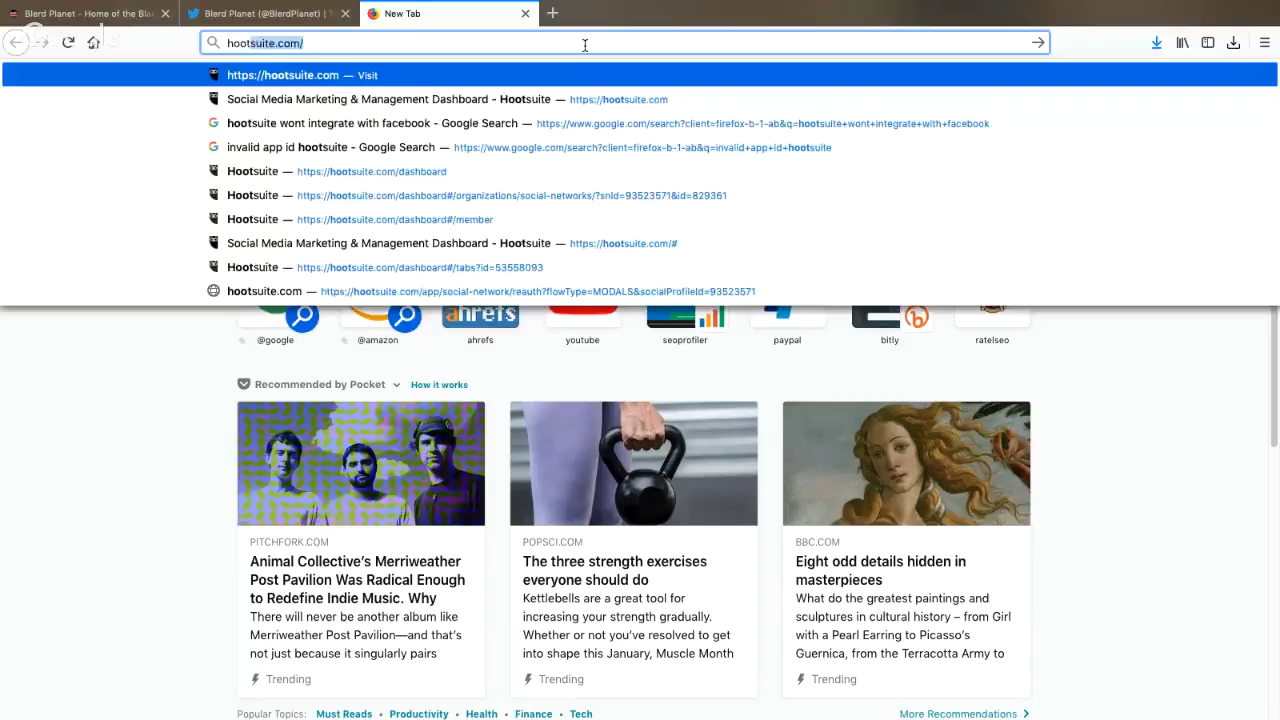 Blerd Planet - Home of the Blac
Blerd Planet (@BlerdPlanet) | T
New Tab
hootsuite.com/
https://hootsuite.com — Visit
Social Media Marketing & Management Dashboard - Hootsuite — https://hootsuite.com
hootsuite wont integrate with facebook - Google Search — https://www.google.com/search?client=firefox-b-1-ab&q=hootsuite+wont+integrate+with+facebook
invalid app id hootsuite - Google Search — https://www.google.com/search?client=firefox-b-1-ab&q=invalid+app+id+hootsuite
Hootsuite — https://hootsuite.com/dashboard
Hootsuite — https://hootsuite.com/dashboard#/organizations/social-networks/?snId=93523571&id=829361
Hootsuite — https://hootsuite.com/dashboard#/member
Social Media Marketing & Management Dashboard - Hootsuite — https://hootsuite.com/#
Hootsuite — https://hootsuite.com/dashboard#/tabs?id=53558093
hootsuite.com — https://hootsuite.com/app/social-network/reauth?flowType=MODALS&socialProfileId=93523571
ahrefs
@google @amazon ahrefs youtube seoprofiler paypal bitly ratelseo
Recommended by Pocket How it works
PITCHFORK.COM
Animal Collective's Merriweather
Post Pavilion Was Radical Enough
to Redefine Indie Music. Why
There will never be another album like
Merriweather Post Pavilion—and that's
not just because it singularly pairs
Trending
POPSCI.COM
The three strength exercises
everyone should do
Kettlebells are a great tool for
increasing your strength gradually.
Whether or not you've resolved to get
into shape this January, Muscle Month
Trending
BBC.COM
Eight odd details hidden in
masterpieces
What do the greatest paintings and
sculptures in cultural history – from Girl
with a Pearl Earring to Picasso's
Guernica, from the Terracotta Army to
Trending
Popular Topics: Must Reads • Productivity • Health • Finance • Tech
More Recommendations